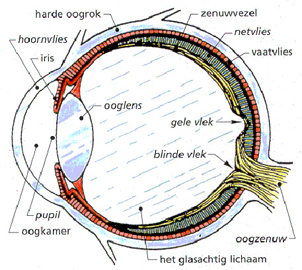 harde oogrok
zenuwvezel
hoornvlies
netvlies
iris
vaatvlies
ooglens
gele vlek
blinde vlek
pupil
oogkamer
oogzenuw
het glasachtig lichaam